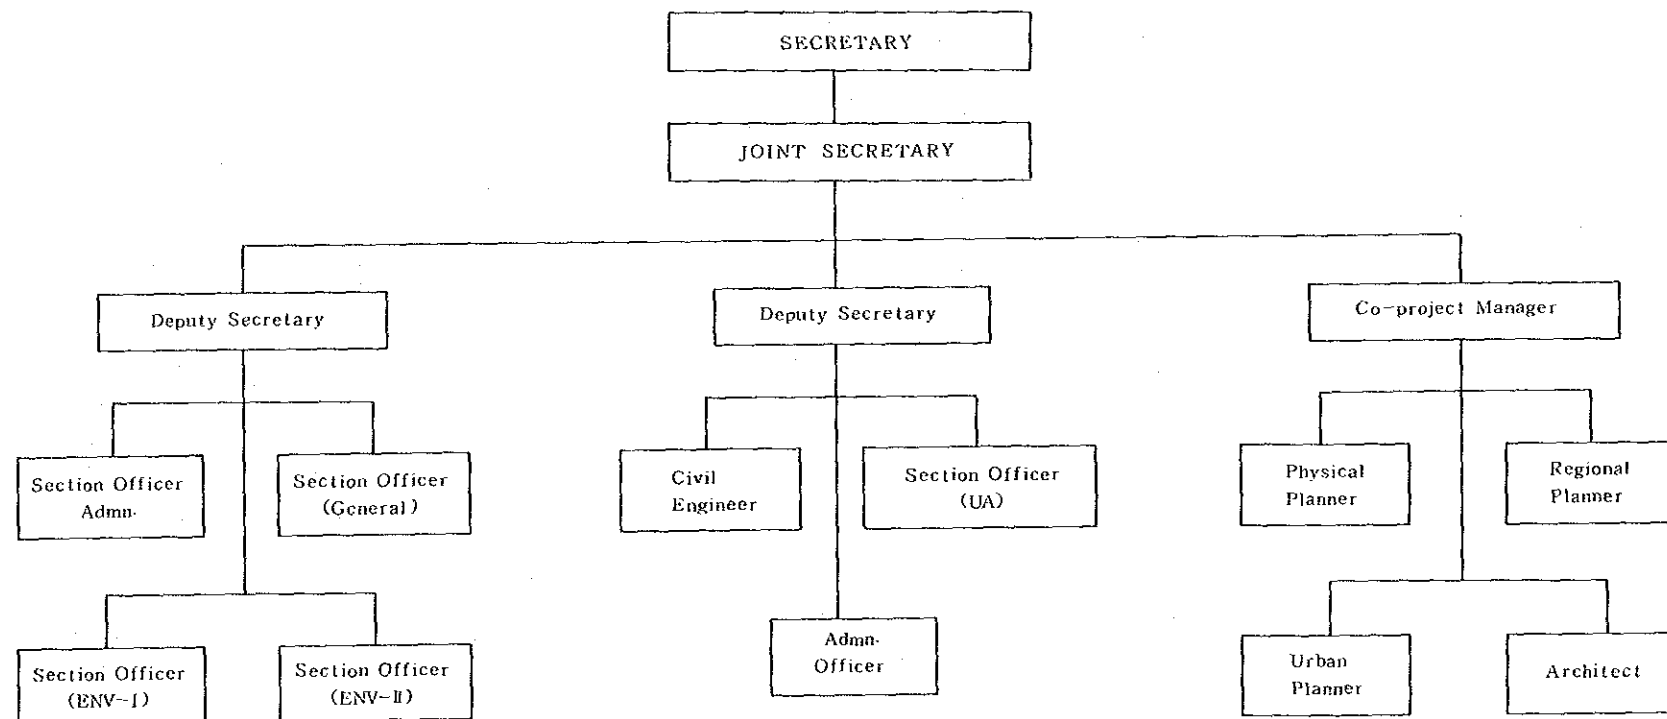 SECRETARY
JOINT SECRETARY
Deputy Secretary
Deputy Secretary
Co-project Manager
Section Officer
Admn.
Section Officer
(General)
Civil
Engineer
Section Officer
(UA)
Physical
Planner
Regional
Planner
Section Officer
(ENV-I)
Section Officer
(ENV-II)
Admn.
Officer
Urban
Planner
Architect